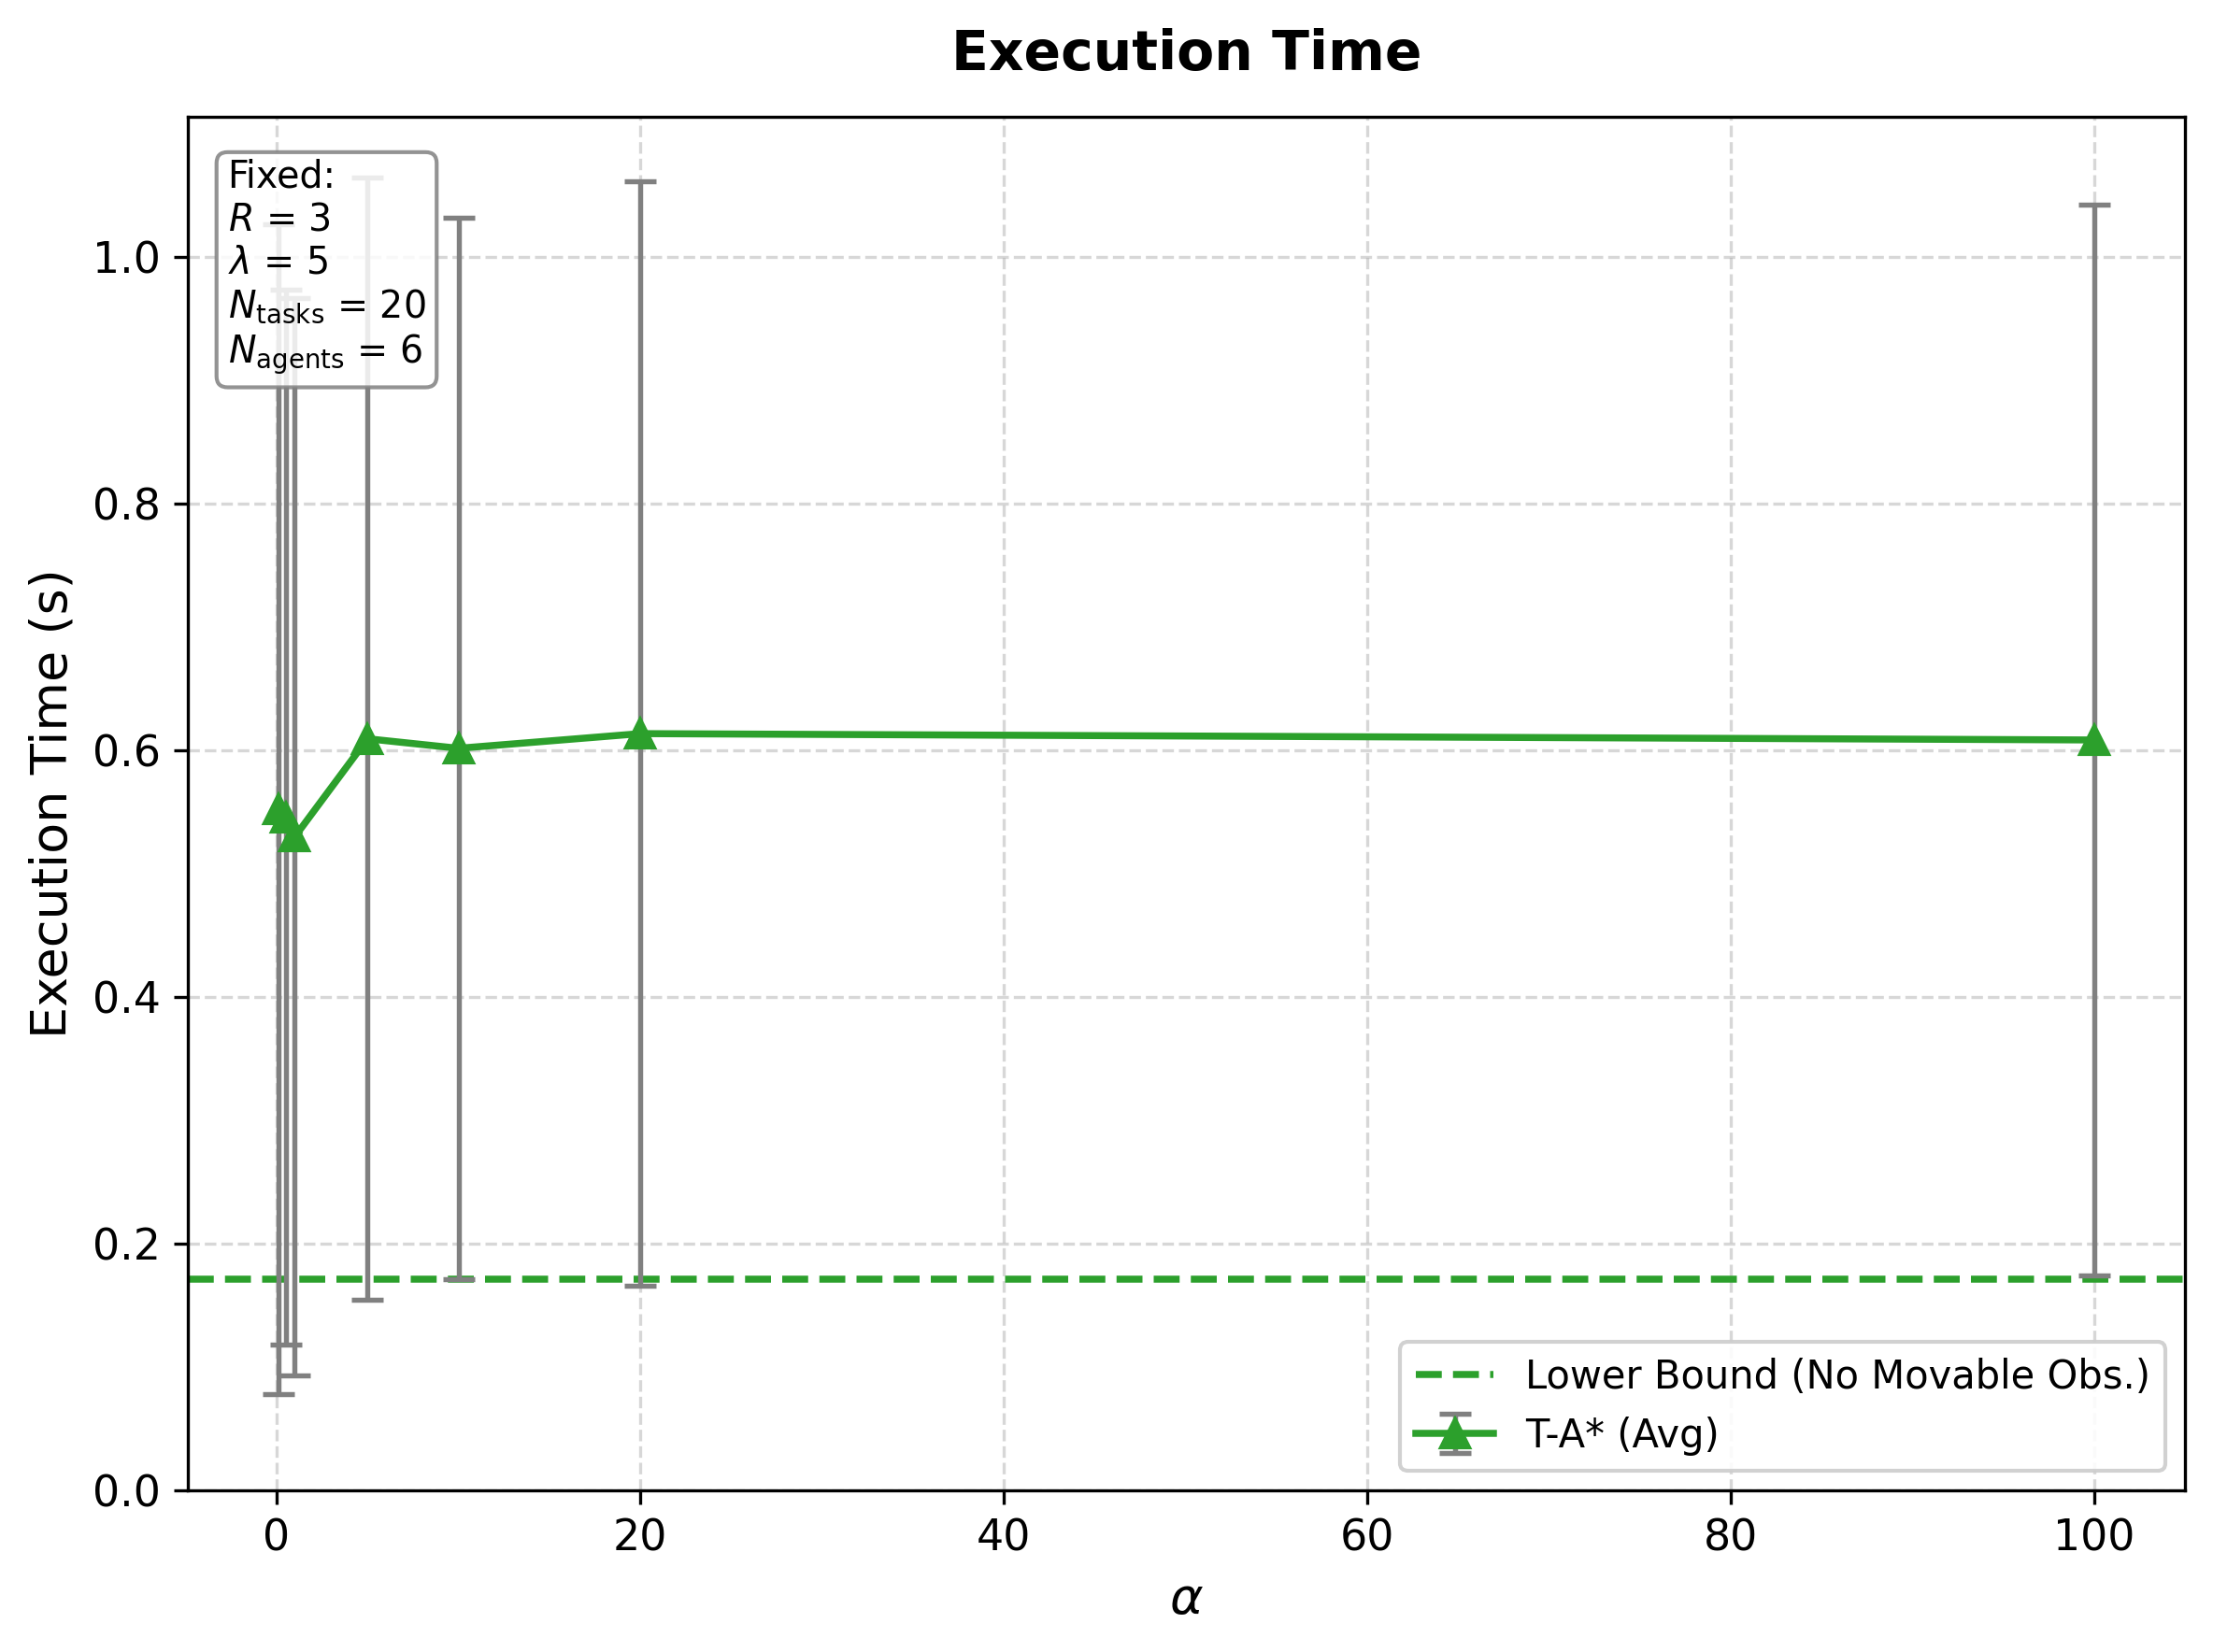 Execution Time
Fixed:
R = 3
λ = 5
N_tasks = 20
N_agents = 6
Execution Time (s)
1.0
0.8
0.6
0.4
0.2
0.0
Lower Bound (No Movable Obs.)
T-A* (Avg)
0 20 40 60 80 100
α